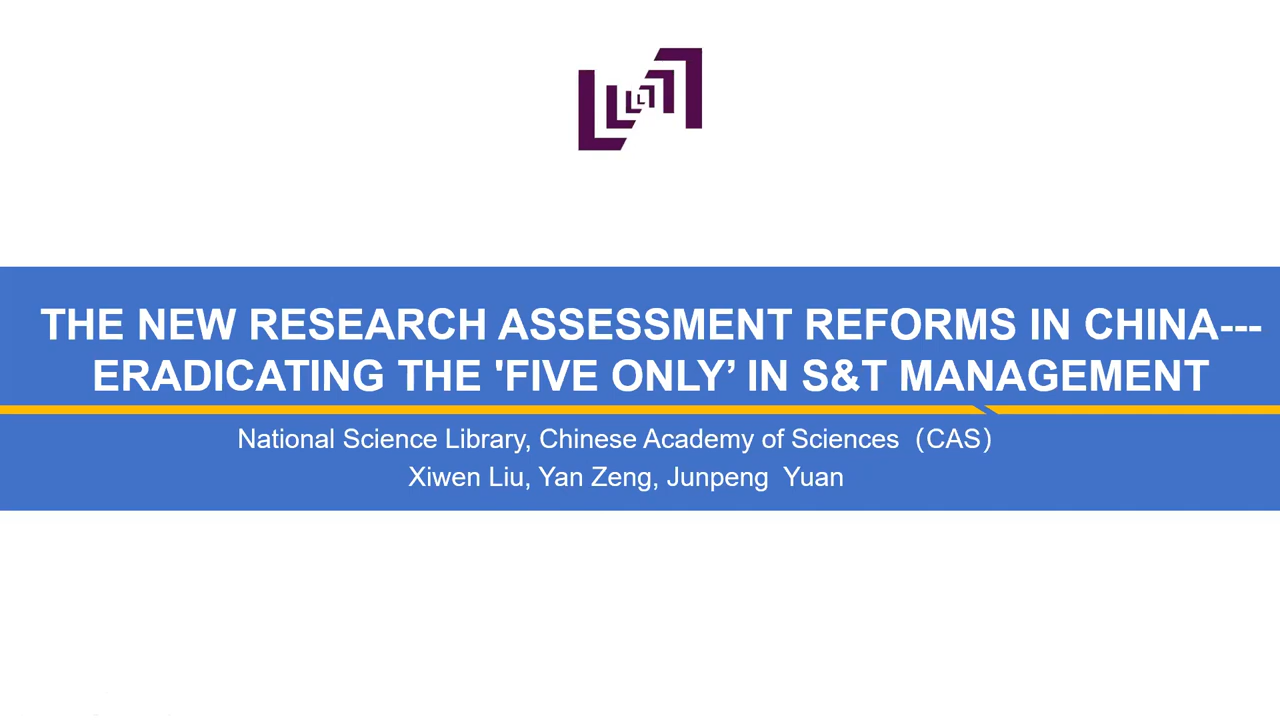 THE NEW RESEARCH ASSESSMENT REFORMS IN CHINA---
ERADICATING THE 'FIVE ONLY’ IN S&T MANAGEMENT
National Science Library, Chinese Academy of Sciences（CAS）
Xiwen Liu, Yan Zeng, Junpeng Yuan